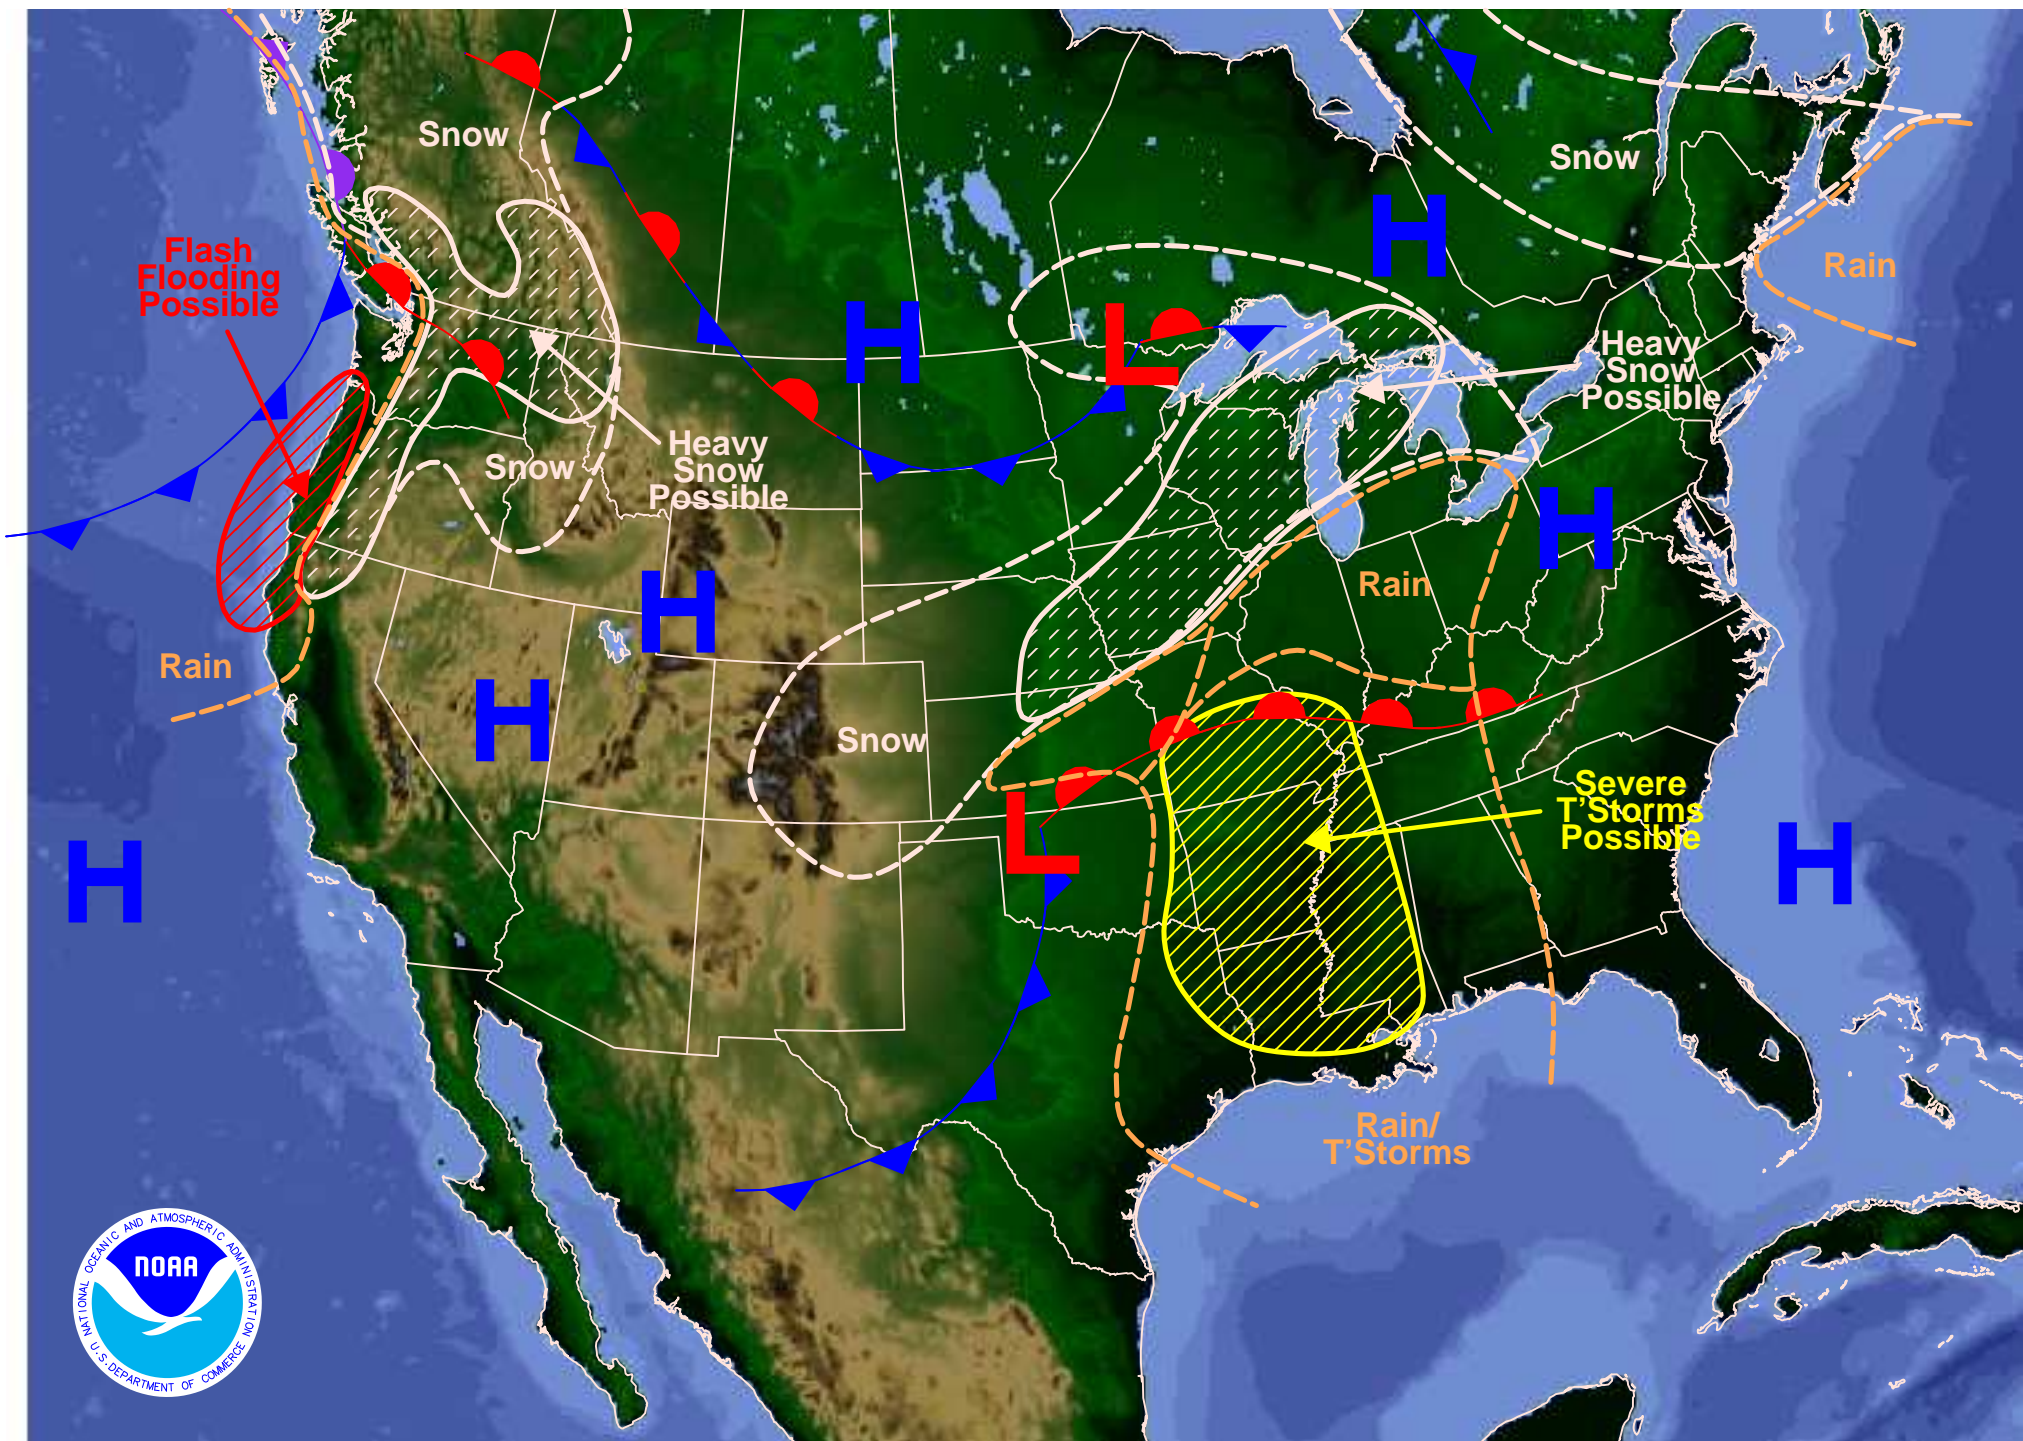 Snow
Snow
Flash
Flooding
Possible
H
Rain
H
L
Heavy
Snow
Possible
Heavy
Snow
Possible
Snow
H
H
Rain
Rain
H
Snow
L
Severe
T'Storms
Possible
H
H
Rain/
T'Storms
NATIONAL OCEANIC AND ATMOSPHERIC ADMINISTRATION
NOAA
U.S. DEPARTMENT OF COMMERCE